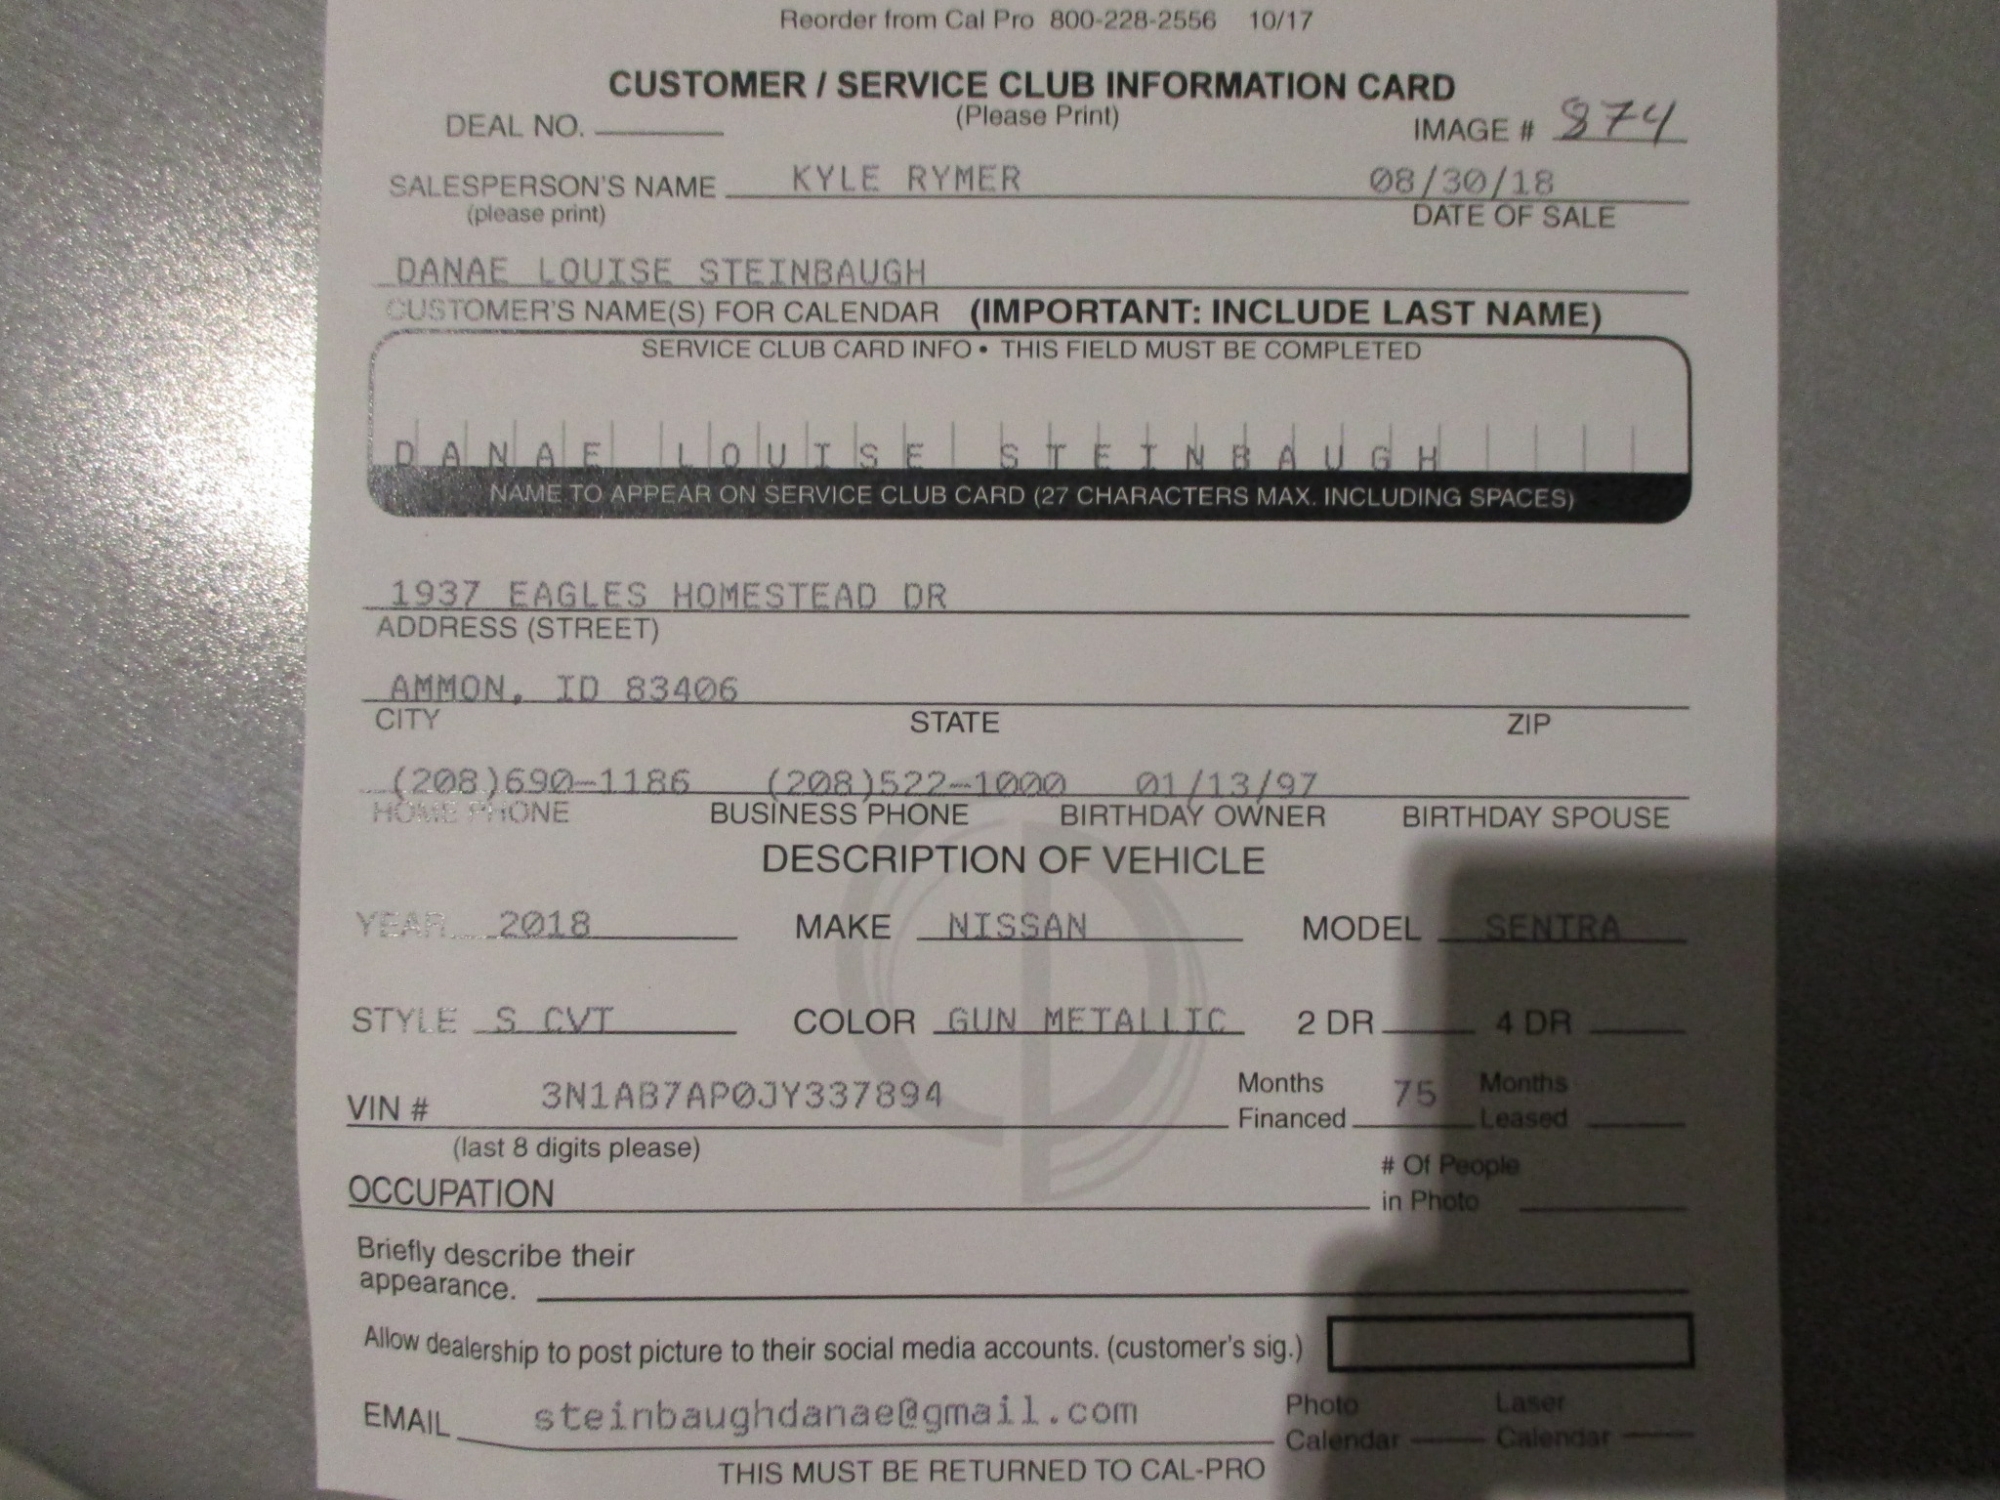 Reorder from Cal Pro 800-228-2556 10/17
CUSTOMER / SERVICE CLUB INFORMATION CARD
(Please Print)
DEAL NO. IMAGE # 874
SALESPERSON'S NAME KYLE RYMER 08/30/18
(please print) DATE OF SALE
DANAE LOUISE STEINBAUGH
CUSTOMER'S NAME(S) FOR CALENDAR (IMPORTANT: INCLUDE LAST NAME)
SERVICE CLUB CARD INFO • THIS FIELD MUST BE COMPLETED
DANAE LOUISE STEINBAUGH
NAME TO APPEAR ON SERVICE CLUB CARD (27 CHARACTERS MAX. INCLUDING SPACES)
1937 EAGLES HOMESTEAD DR
ADDRESS (STREET)
AMMON, ID 83406
CITY STATE ZIP
(208)690-1186 (208)522-1000 01/13/97
HOME PHONE BUSINESS PHONE BIRTHDAY OWNER BIRTHDAY SPOUSE
DESCRIPTION OF VEHICLE
YEAR 2018 MAKE NISSAN MODEL SENTRA
STYLE S CVT COLOR GUN METALLIC 2 DR 4 DR
VIN # 3N1AB7AP0JY337894 Months Financed 75 Months Leased
(last 8 digits please)
OCCUPATION # Of People in Photo
Briefly describe their
appearance.
Allow dealership to post picture to their social media accounts. (customer's sig.)
EMAIL steinbaughdanae@gmail.com Photo Calendar Laser Calendar
THIS MUST BE RETURNED TO CAL-PRO